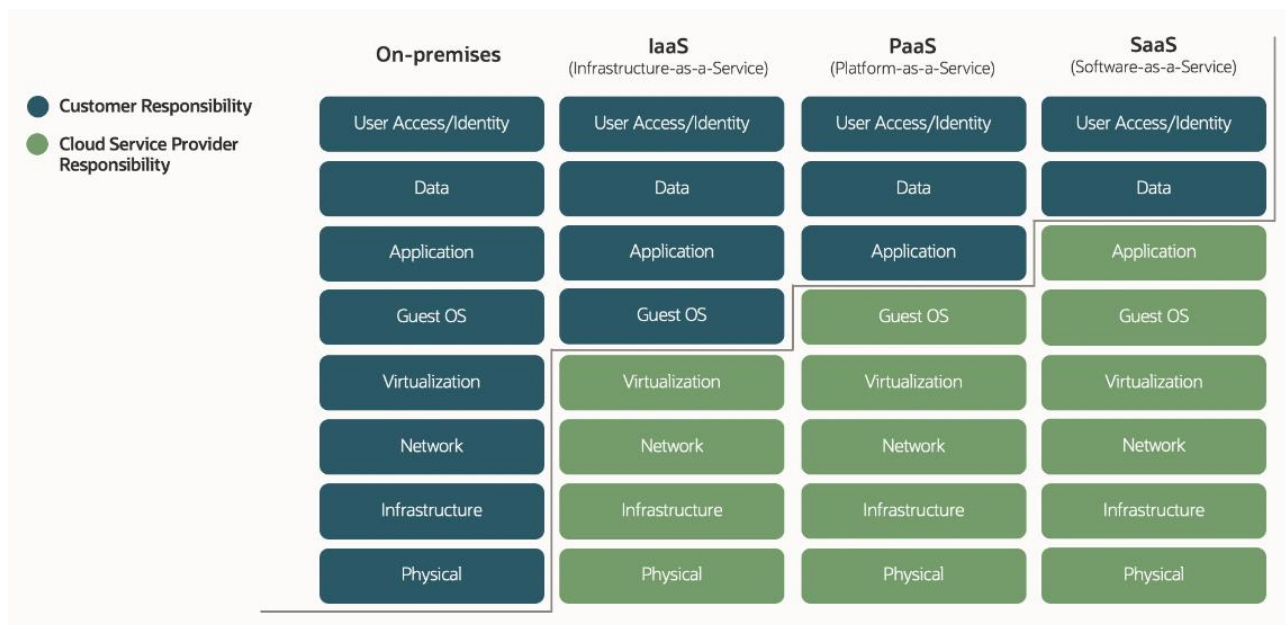 On-premises
IaaS
(Infrastructure-as-a-Service)
PaaS
(Platform-as-a-Service)
SaaS
(Software-as-a-Service)
Customer Responsibility
Cloud Service Provider
Responsibility
User Access/Identity
User Access/Identity
User Access/Identity
User Access/Identity
Data
Data
Data
Data
Application
Application
Application
Application
Guest OS
Guest OS
Guest OS
Guest OS
Virtualization
Virtualization
Virtualization
Virtualization
Network
Network
Network
Network
Infrastructure
Infrastructure
Infrastructure
Infrastructure
Physical
Physical
Physical
Physical